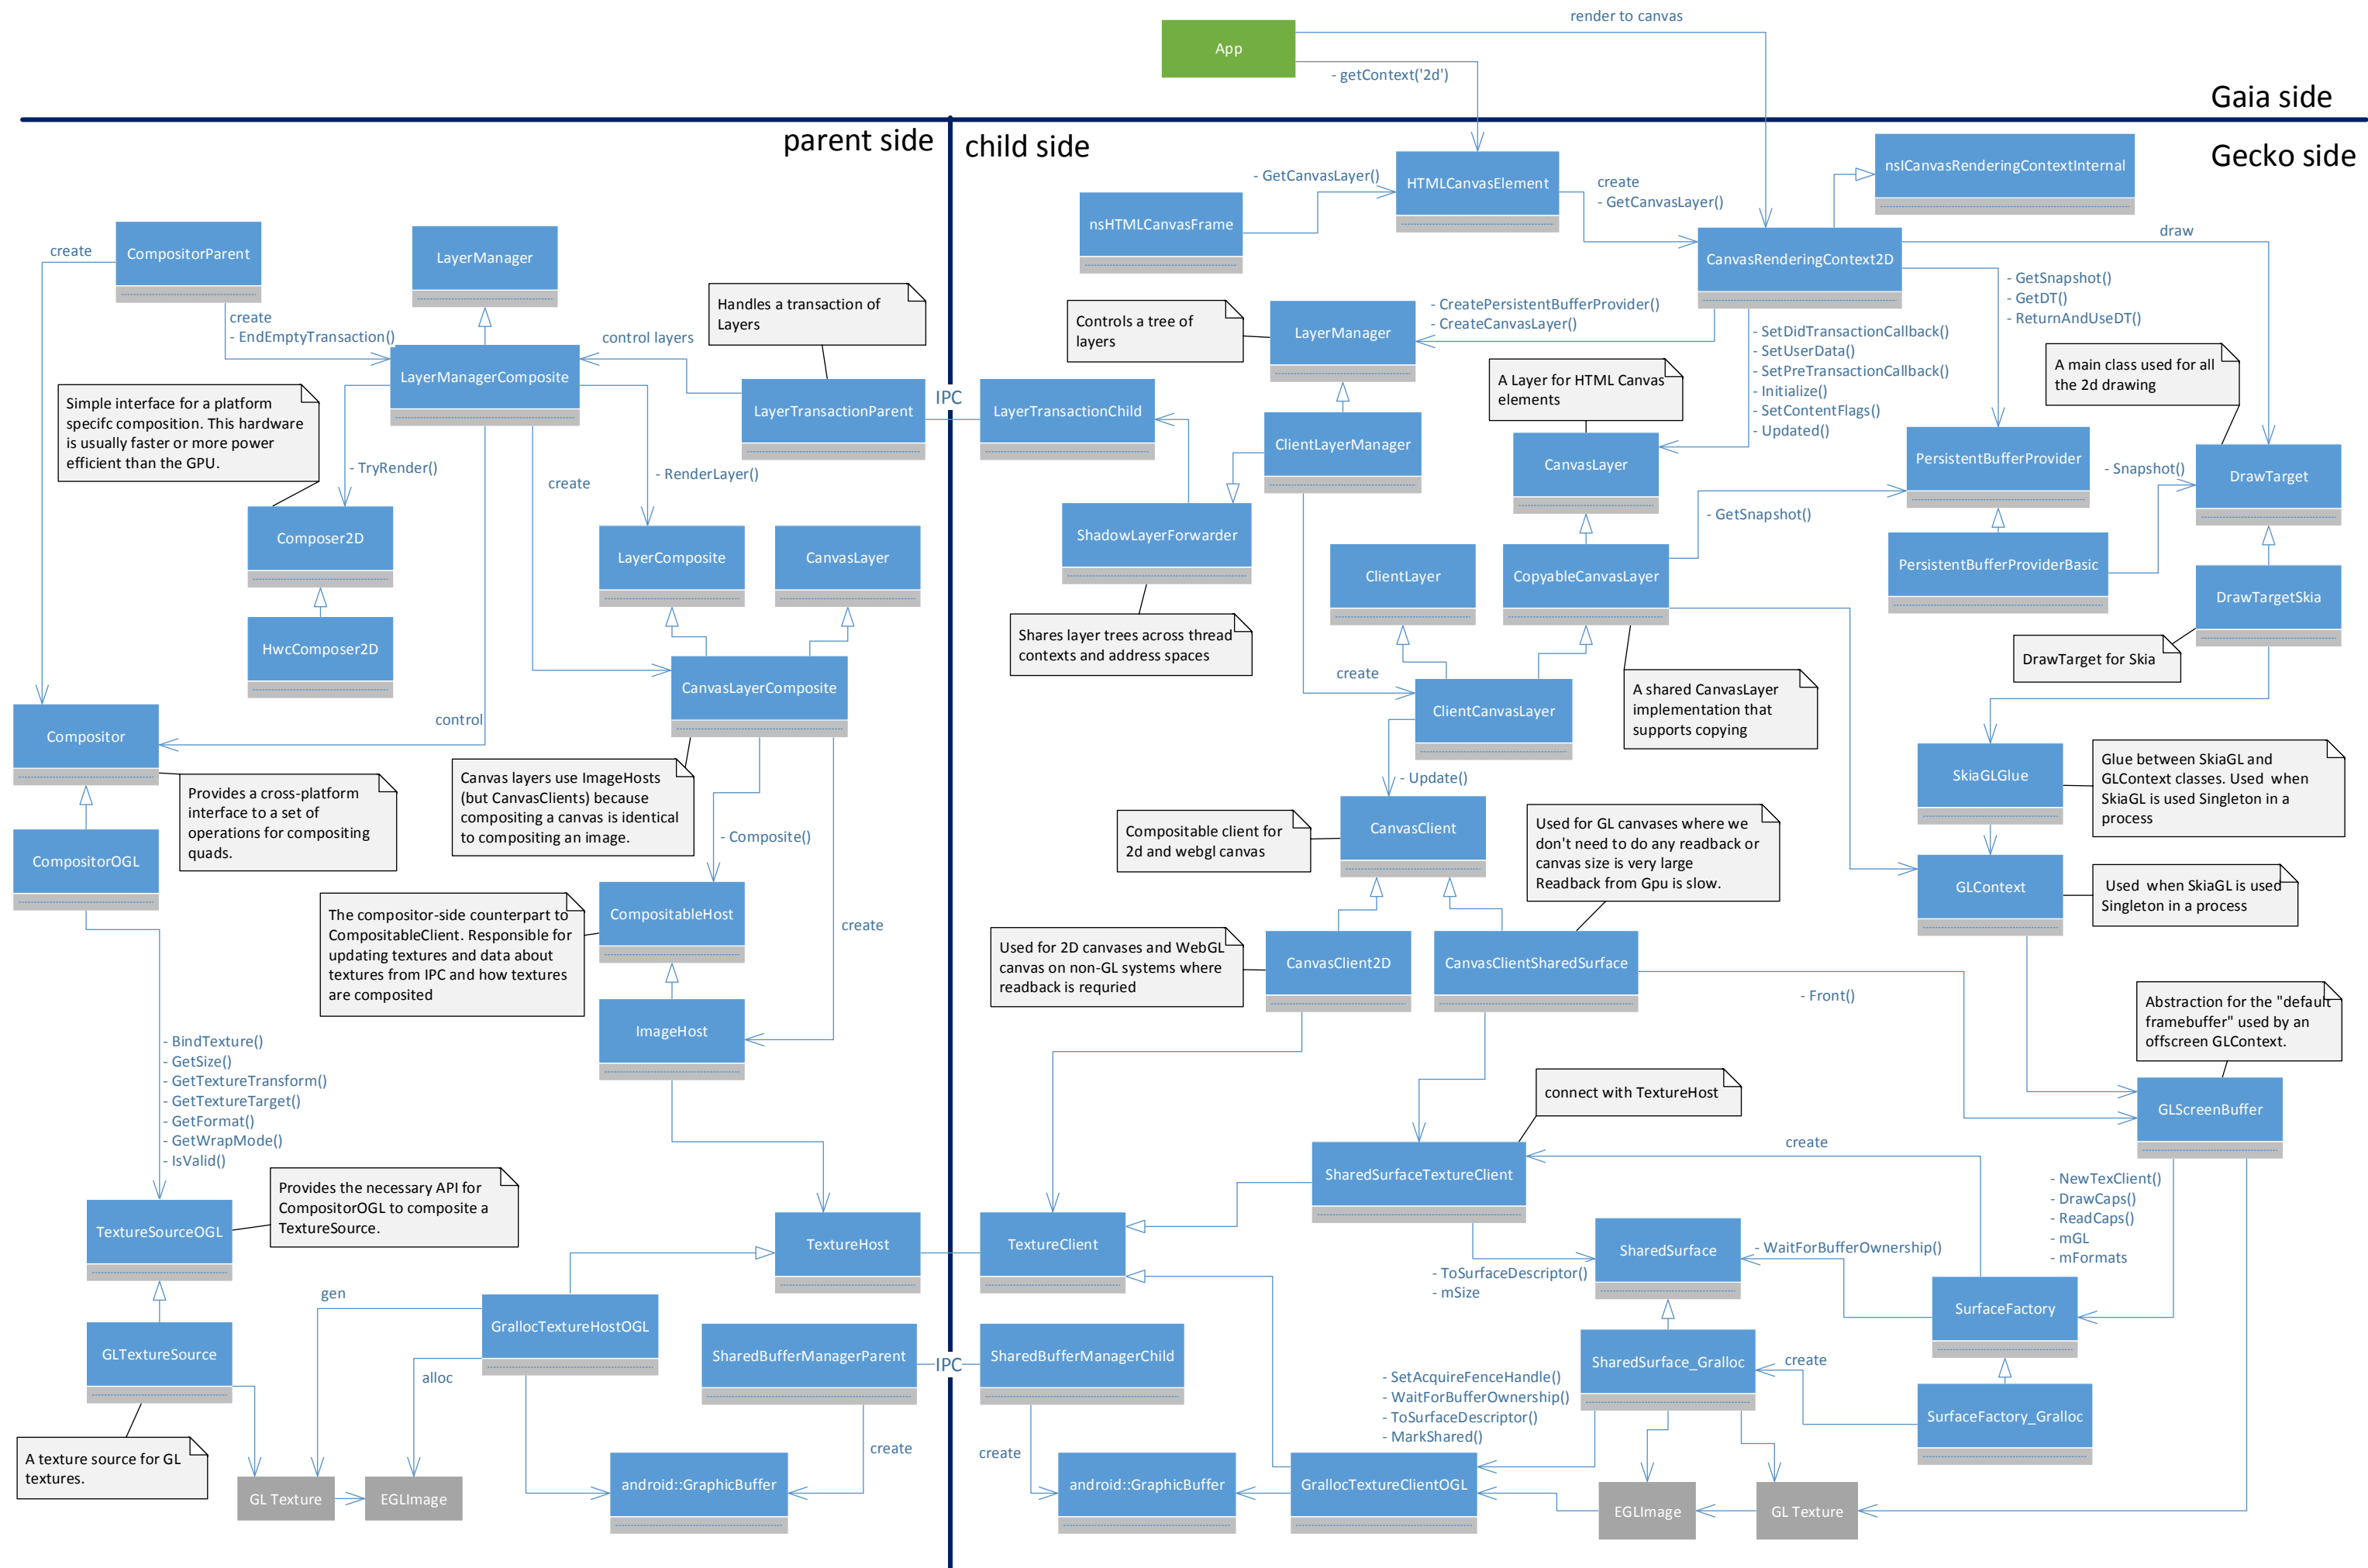 render to canvas
App
- getContext('2d')
Gaia side
parent side
child side
Gecko side
nsICanvasRenderingContextInternal
- GetCanvasLayer()
HTMLCanvasElement
create
- GetCanvasLayer()
nsHTMLCanvasFrame
CanvasRenderingContext2D
draw
create
CompositorParent
LayerManager
create
- EndEmptyTransaction()
Handles a transaction of
Layers
control layers
LayerManagerComposite
Controls a tree of
layers
LayerManager
- CreatePersistentBufferProvider()
- CreateCanvasLayer()
- GetSnapshot()
- GetDT()
- ReturnAndUseDT()
- SetDidTransactionCallback()
- SetUserData()
- SetPreTransactionCallback()
- Initialize()
- SetContentFlags()
- Updated()
A main class used for all
the 2d drawing
A Layer for HTML Canvas
elements
Simple interface for a platform
specifc composition. This hardware
is usually faster or more power
efficient than the GPU.
LayerTransactionParent
IPC
LayerTransactionChild
ClientLayerManager
CanvasLayer
PersistentBufferProvider
- Snapshot()
DrawTarget
- TryRender()
create
- RenderLayer()
- GetSnapshot()
Composer2D
LayerComposite
CanvasLayer
ShadowLayerForwarder
ClientLayer
CopyableCanvasLayer
PersistentBufferProviderBasic
DrawTargetSkia
HwcComposer2D
Shares layer trees across thread
contexts and address spaces
DrawTarget for Skia
CanvasLayerComposite
create
ClientCanvasLayer
A shared CanvasLayer
implementation that
supports copying
control
Compositor
Provides a cross-platform
interface to a set of
operations for compositing
quads.
Canvas layers use ImageHosts
(but CanvasClients) because
compositing a canvas is identical
to compositing an image.
- Update()
SkiaGLGlue
Glue between SkiaGL and
GLContext classes. Used  when
SkiaGL is used Singleton in a
process
- Composite()
Compositable client for
2d and webgl canvas
CanvasClient
Used for GL canvases where we
don't need to do any readback or
canvas size is very large
Readback from Gpu is slow.
CompositorOGL
GLContext
Used  when SkiaGL is used
Singleton in a process
The compositor-side counterpart to
CompositableClient. Responsible for
updating textures and data about
textures from IPC and how textures
are composited
CompositableHost
create
Used for 2D canvases and WebGL
canvas on non-GL systems where
readback is requried
CanvasClient2D
CanvasClientSharedSurface
- Front()
Abstraction for the "default
framebuffer" used by an
offscreen GLContext.
ImageHost
- BindTexture()
- GetSize()
- GetTextureTransform()
- GetTextureTarget()
- GetFormat()
- GetWrapMode()
- IsValid()
connect with TextureHost
GLScreenBuffer
create
SharedSurfaceTextureClient
- NewTexClient()
- DrawCaps()
- ReadCaps()
- mGL
- mFormats
Provides the necessary API for
CompositorOGL to composite a
TextureSource.
TextureSourceOGL
TextureHost
TextureClient
SharedSurface
- WaitForBufferOwnership()
- ToSurfaceDescriptor()
- mSize
SurfaceFactory
gen
GrallocTextureHostOGL
GLTextureSource
alloc
SharedBufferManagerParent
IPC
SharedBufferManagerChild
SharedSurface_Gralloc
create
- SetAcquireFenceHandle()
- WaitForBufferOwnership()
- ToSurfaceDescriptor()
- MarkShared()
SurfaceFactory_Gralloc
A texture source for GL
textures.
create
create
GL Texture
EGLImage
android::GraphicBuffer
android::GraphicBuffer
GrallocTextureClientOGL
EGLImage
GL Texture